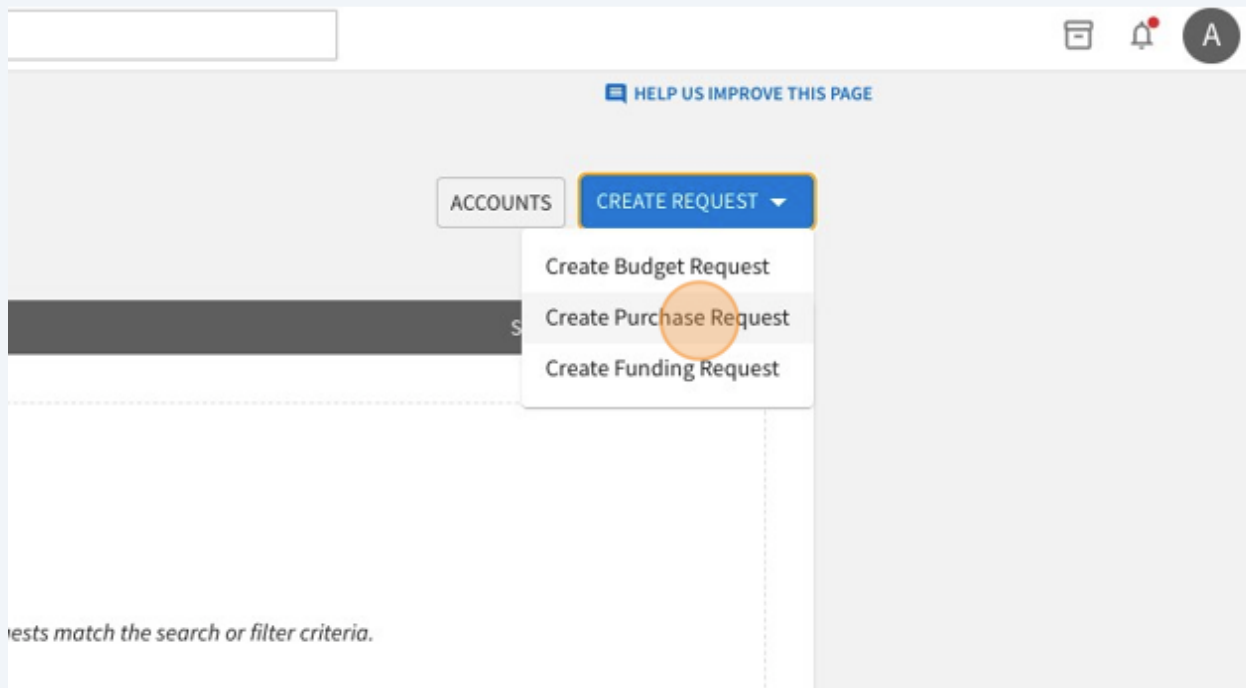 A
HELP US IMPROVE THIS PAGE
ACCOUNTS
CREATE REQUEST
Create Budget Request
S
Create Purchase Request
Create Funding Request
match the search or filter criteria.